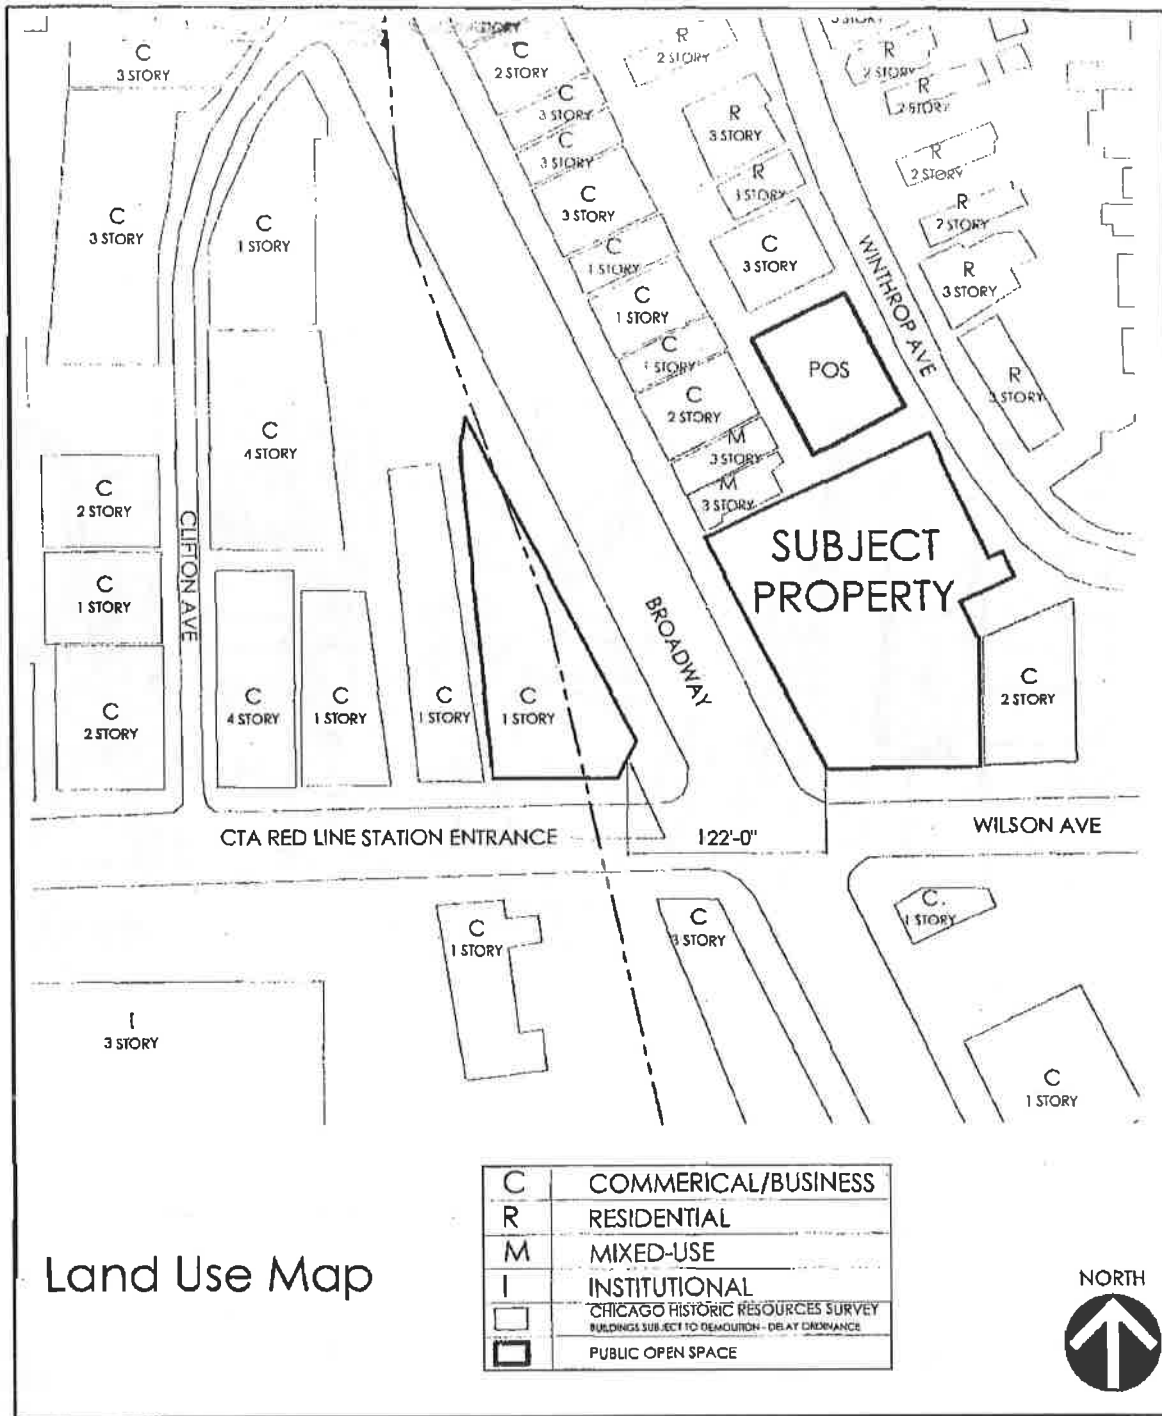 C
3 STORY
C
2 STORY
R
2 STORY
R
2 STORY
C
3 STORY
R
2 STORY
R
3 STORY
C
3 STORY
R
2 STORY
C
3 STORY
C
1 STORY
C
3 STORY
R
3 STORY
R
2 STORY
C
1 STORY
C
3 STORY
R
3 STORY
C
1 STORY
WINTHROP AVE
C
1 STORY
POS
R
3 STORY
C
2 STORY
C
4 STORY
M
3 STORY
M
3 STORY
C
2 STORY
CLIFTON AVE
SUBJECT
PROPERTY
C
1 STORY
BROADWAY
C
2 STORY
C
2 STORY
C
4 STORY
C
1 STORY
C
1 STORY
C
1 STORY
CTA RED LINE STATION ENTRANCE
122'-0"
WILSON AVE
C
1 STORY
C
3 STORY
C.
1 STORY
I
3 STORY
C
1 STORY
C COMMERICAL/BUSINESS
R RESIDENTIAL
M MIXED-USE
I INSTITUTIONAL
CHICAGO HISTORIC RESOURCES SURVEY
BUILDINGS SUBJECT TO DEMOLITION - DELAY ORDINANCE
PUBLIC OPEN SPACE
Land Use Map
NORTH